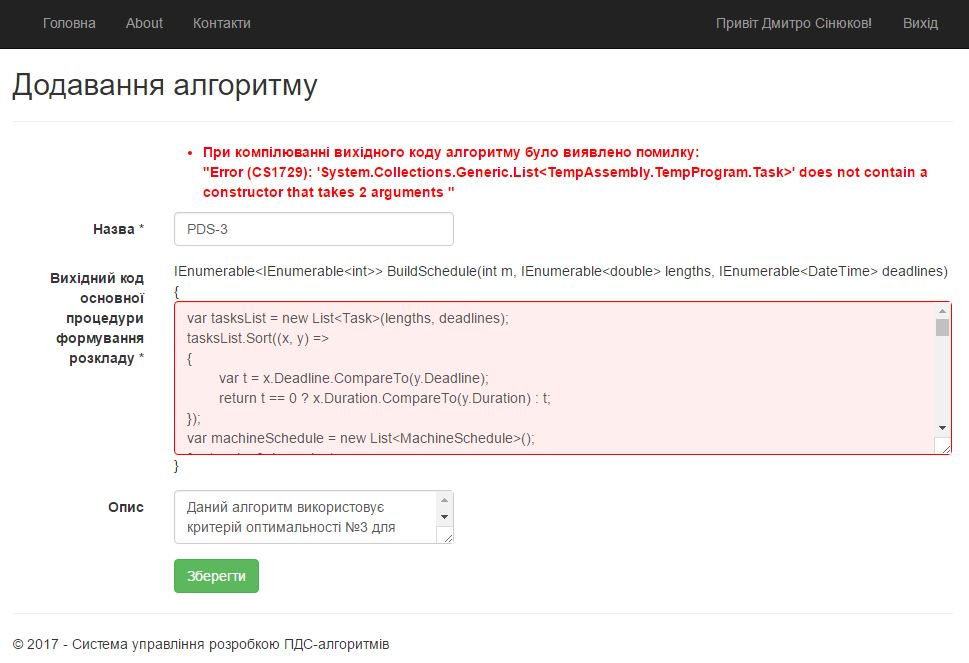 Головна About Контакти Привіт Дмитро Сінюков! Вихід
Додавання алгоритму
При компілюванні вихідного коду алгоритму було виявлено помилку:
"Error (CS1729): 'System.Collections.Generic.List<TempAssembly.TempProgram.Task>' does not contain a
constructor that takes 2 arguments "
Назва * PDS-3
Вихідний код
основної
процедури
формування
розкладу *
IEnumerable<IEnumerable<int>> BuildSchedule(int m, IEnumerable<double> lengths, IEnumerable<DateTime> deadlines)
{
var tasksList = new List<Task>(lengths, deadlines);
tasksList.Sort((x, y) =>
{
var t = x.Deadline.CompareTo(y.Deadline);
return t == 0 ? x.Duration.CompareTo(y.Duration) : t;
});
var machineSchedule = new List<MachineSchedule>();
}
Опис
Даний алгоритм використовує
критерій оптимальності №3 для
Зберегти
© 2017 - Система управління розробкою ПДС-алгоритмів